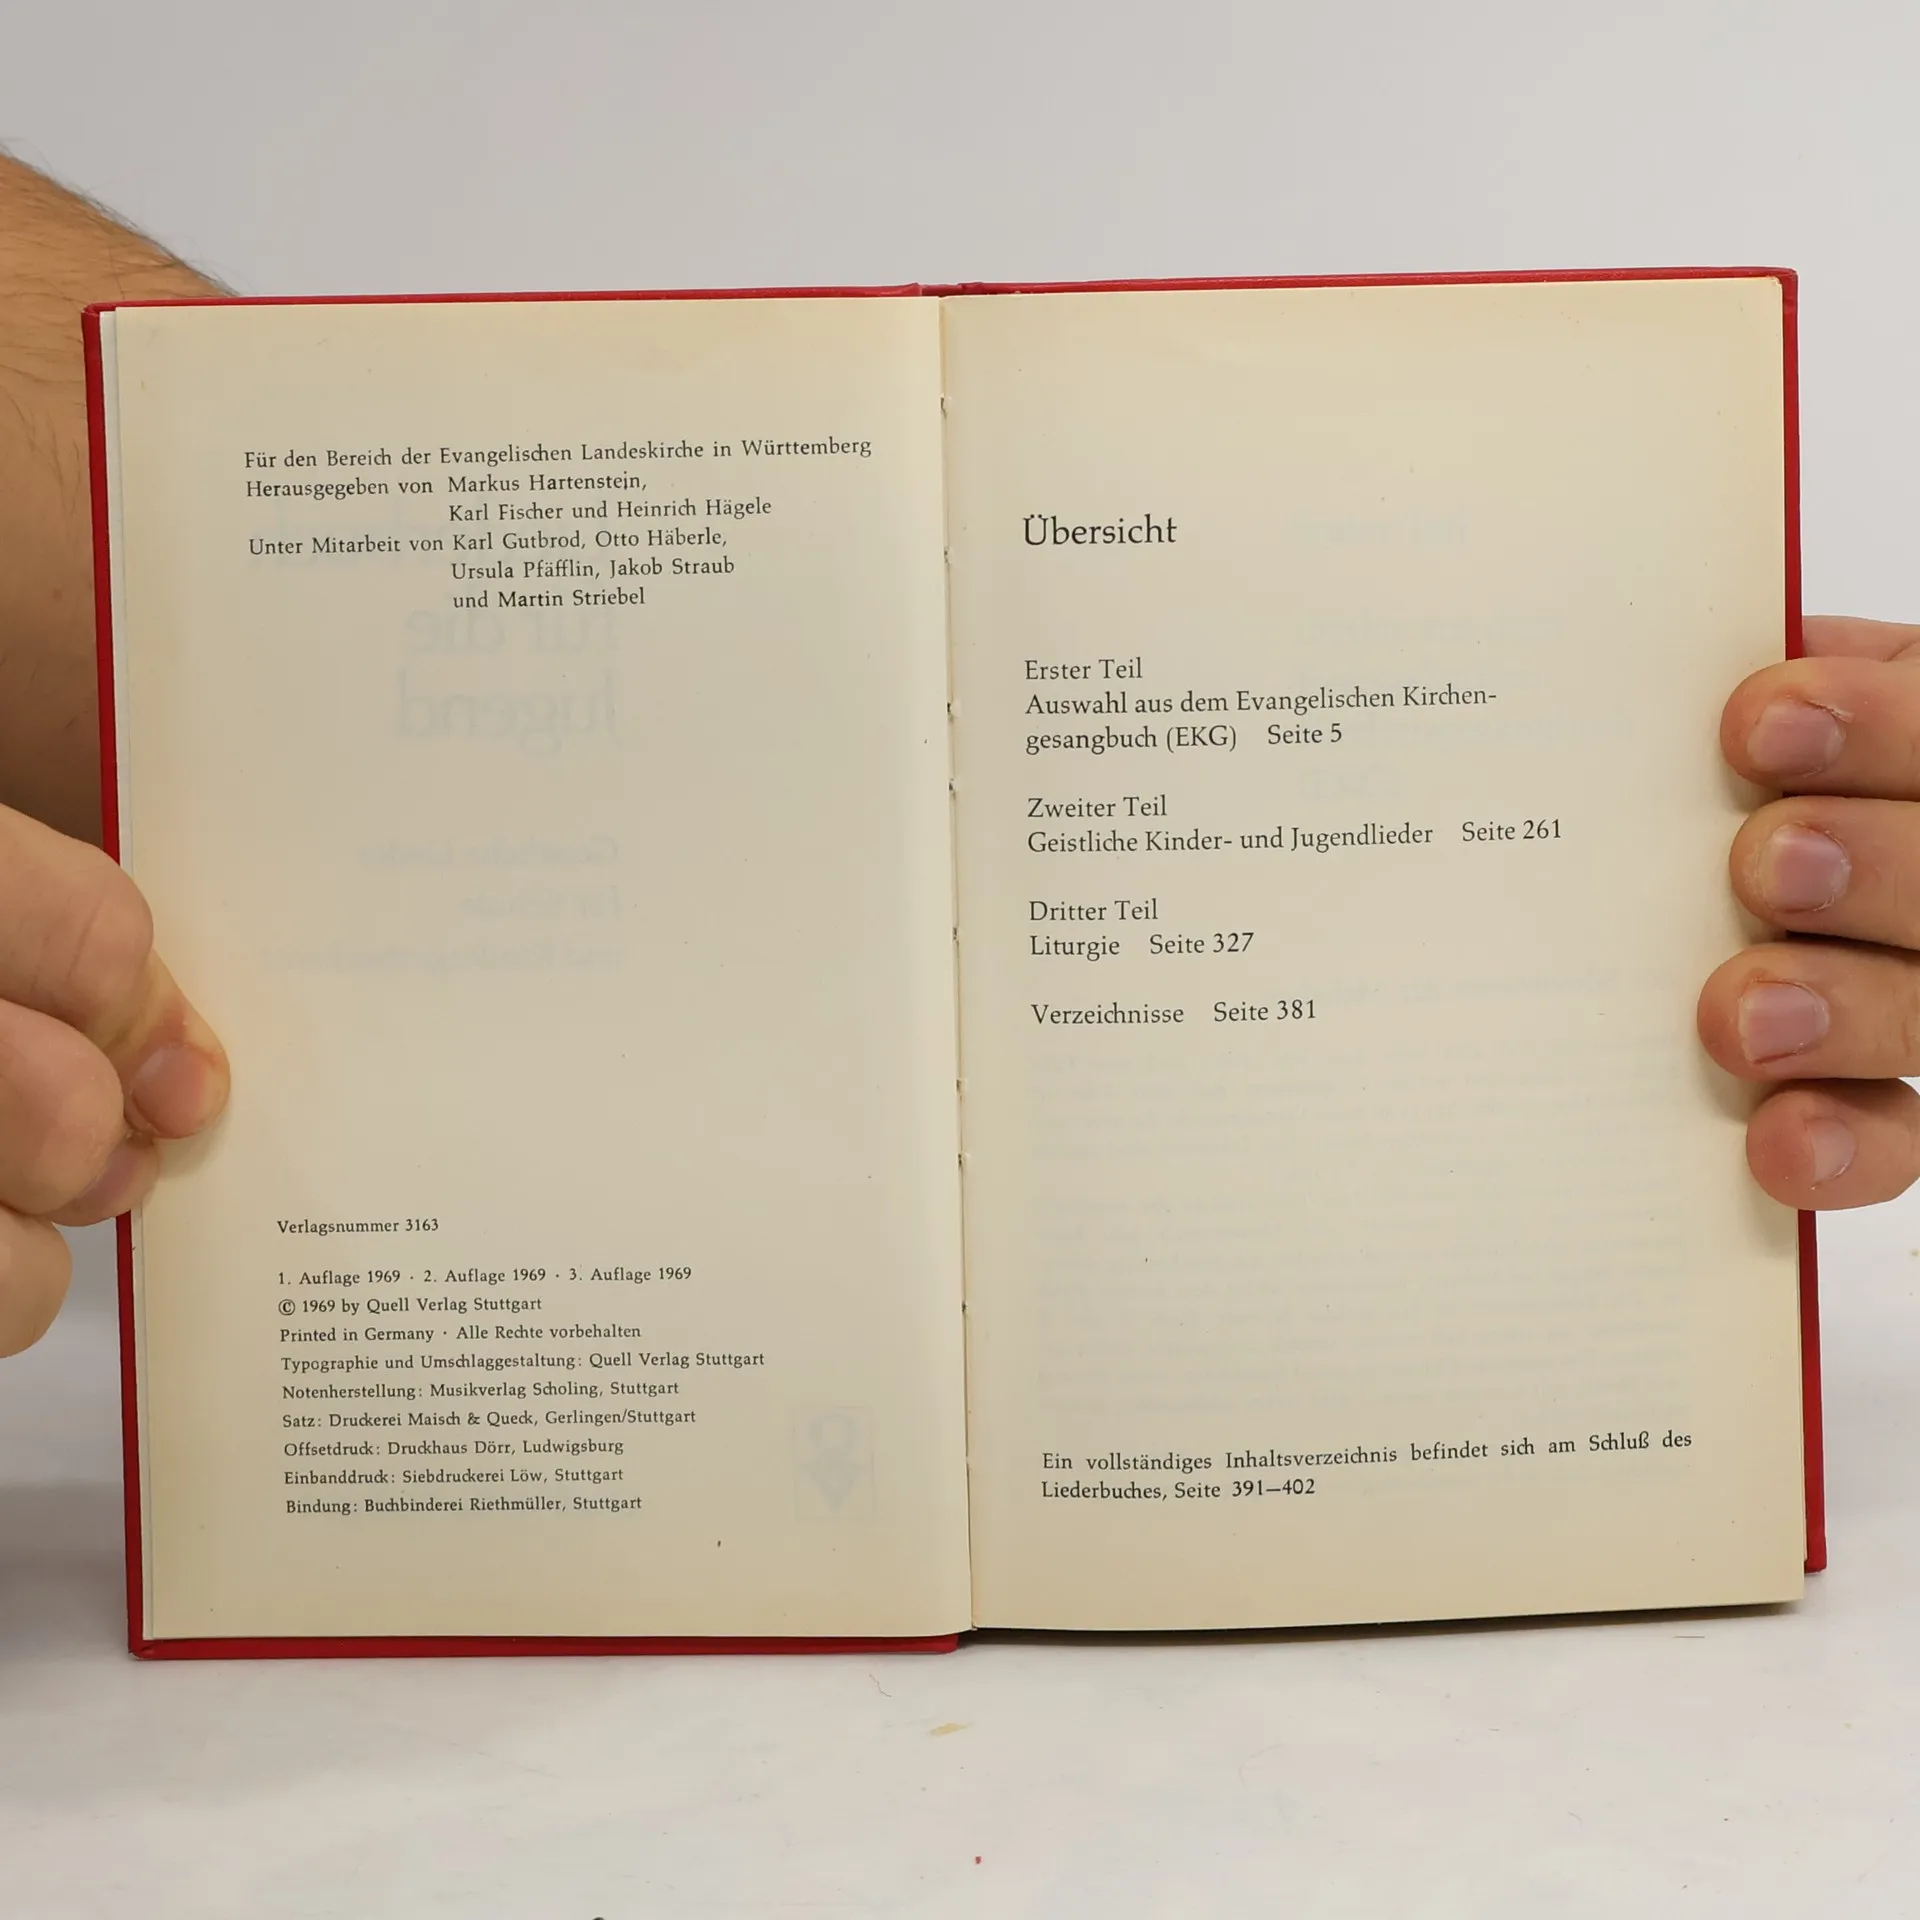 Für den Bereich der Evangelischen Landeskirche in Württemberg
Herausgegeben von Markus Hartenstein,
Karl Fischer und Heinrich Hägele
Unter Mitarbeit von Karl Gutbrod, Otto Häberle,
Ursula Pfäfflin, Jakob Straub
und Martin Striebel
Verlagsnummer 3163
1. Auflage 1969 · 2. Auflage 1969 · 3. Auflage 1969
© 1969 by Quell Verlag Stuttgart
Printed in Germany · Alle Rechte vorbehalten
Typographie und Umschlaggestaltung: Quell Verlag Stuttgart
Notenherstellung: Musikverlag Scholing, Stuttgart
Satz: Druckerei Maisch & Queck, Gerlingen/Stuttgart
Offsetdruck: Druckhaus Dörr, Ludwigsburg
Einbanddruck: Siebdruckerei Löw, Stuttgart
Bindung: Buchbinderei Riethmüller, Stuttgart
Übersicht
Erster Teil
Auswahl aus dem Evangelischen Kirchen-
gesangbuch (EKG) Seite 5
Zweiter Teil
Geistliche Kinder- und Jugendlieder Seite 261
Dritter Teil
Liturgie Seite 327
Verzeichnisse Seite 381
Ein vollständiges Inhaltsverzeichnis befindet sich am Schluß des
Liederbuches, Seite 391—402